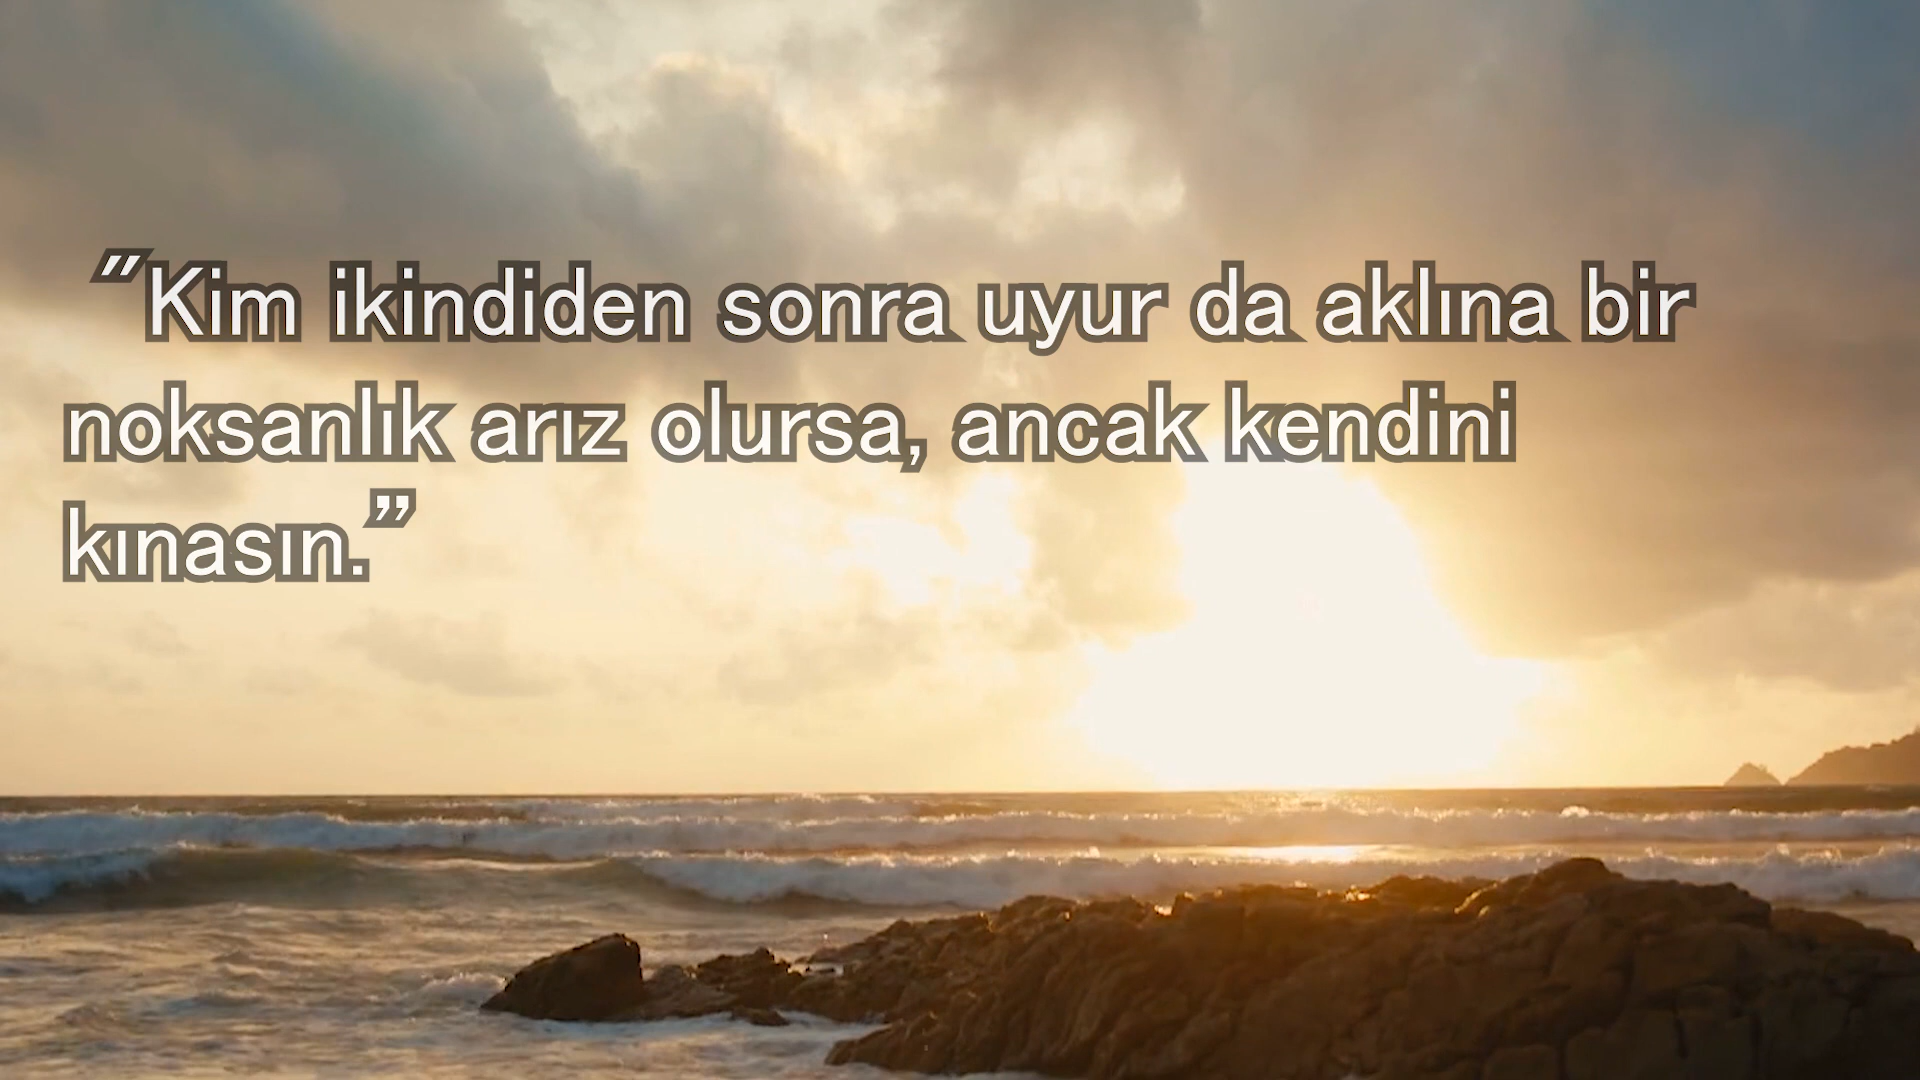 "Kim ikindiden sonra uyur da aklına bir
noksanlık arız olursa, ancak kendini
kınasın.”